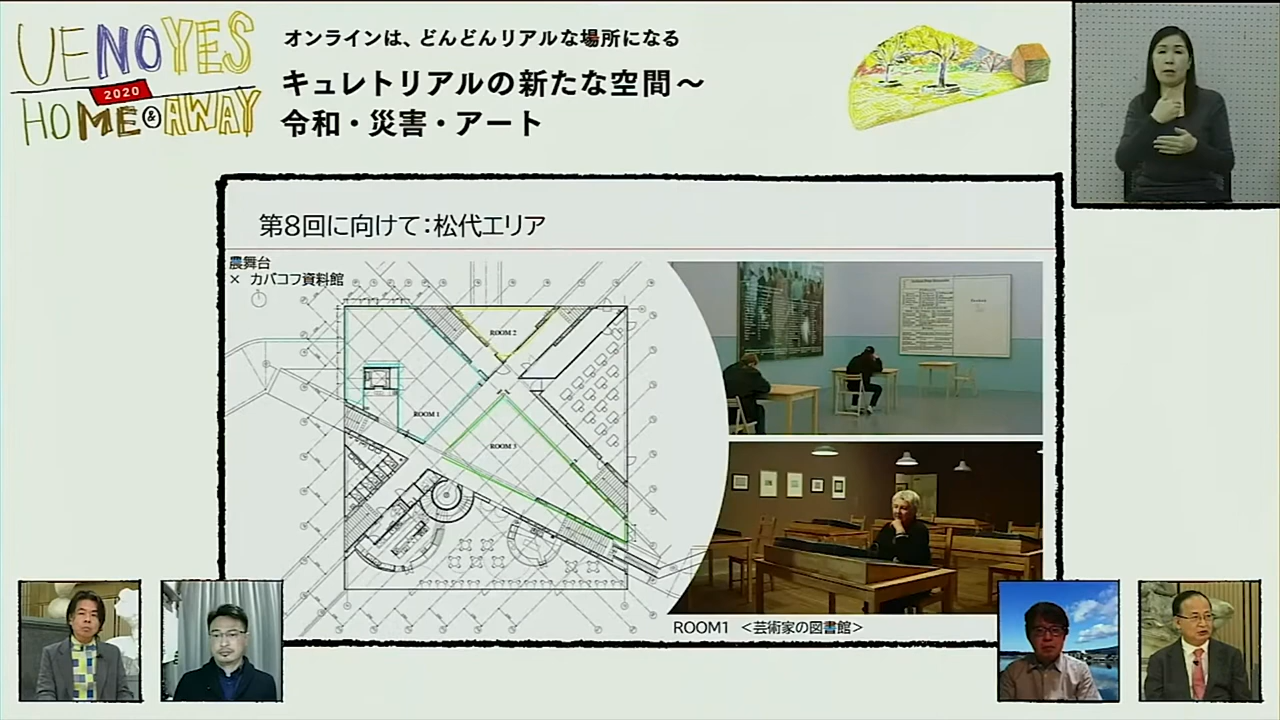 UENOYES
2020
HOME & AWAY
オンラインは、どんどんリアルな場所になる
キュレトリアルの新たな空間～
令和・災害・アート
第8回に向けて：松代エリア
農舞台
× カバコフ資料館
ROOM 2
ROOM 1
ROOM 3
ROOM1 ＜芸術家の図書館＞